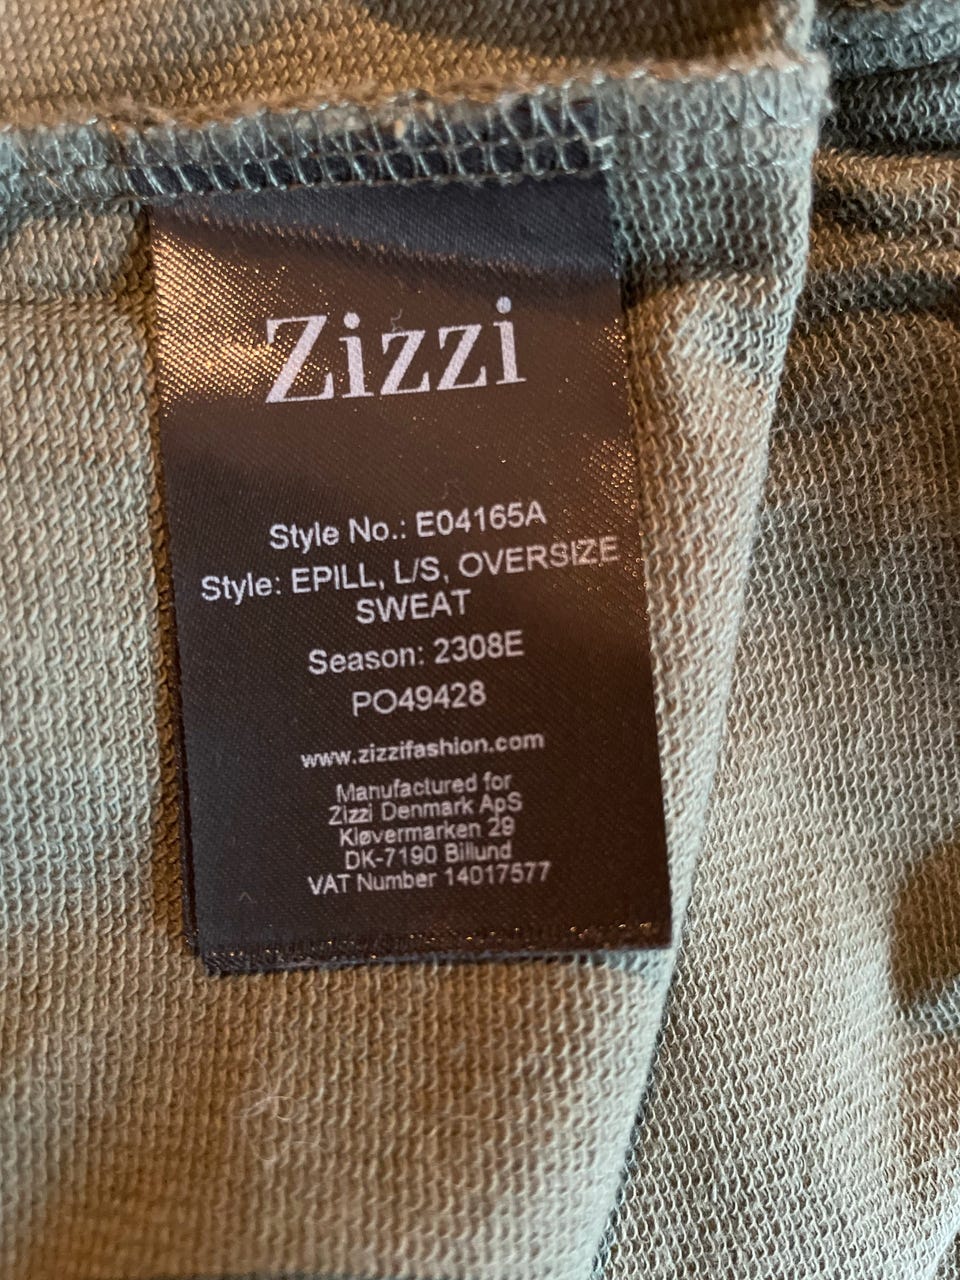 Zizzi
Style No.: E04165A
Style: EPILL, L/S, OVERSIZE
SWEAT
Season: 2308E
PO49428
www.zizzifashion.com
Manufactured for
Zizzi Denmark ApS
Kløvermarken 29
DK-7190 Billund
VAT Number 14017577